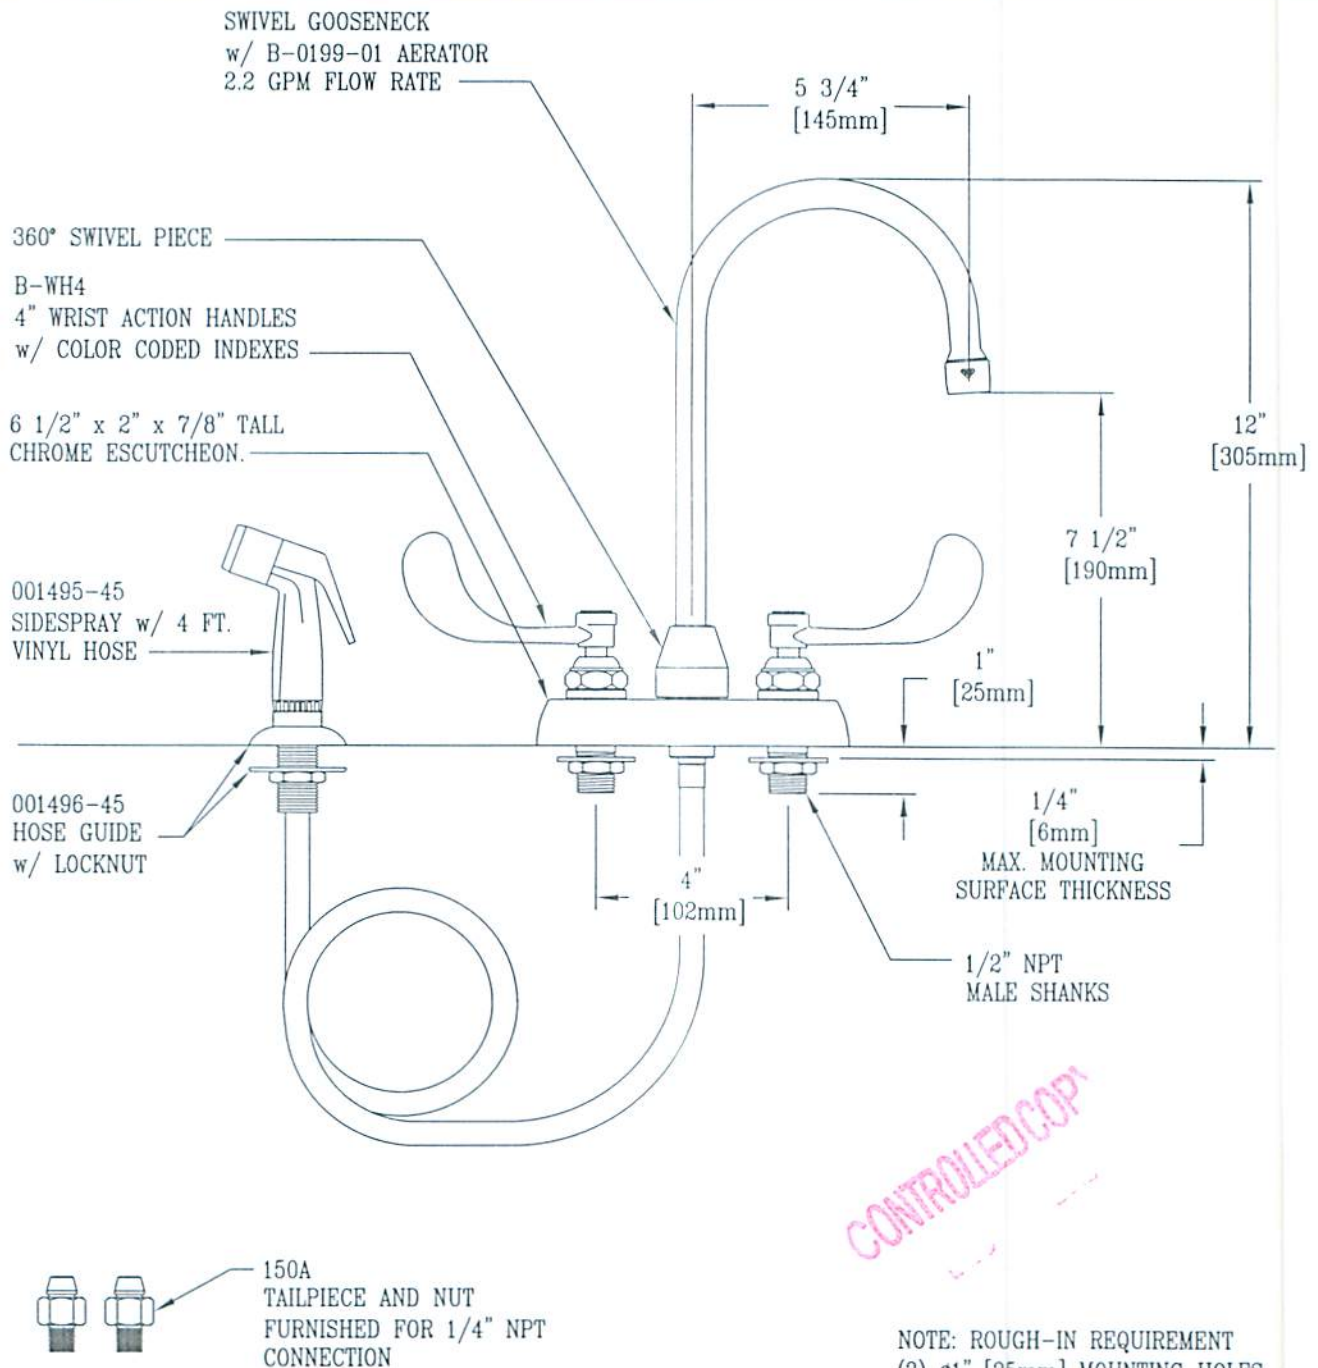 SWIVEL GOOSENECK
w/ B-0199-01 AERATOR
2.2 GPM FLOW RATE
5 3/4"
[145mm]
360° SWIVEL PIECE
B-WH4
4" WRIST ACTION HANDLES
w/ COLOR CODED INDEXES
6 1/2" x 2" x 7/8" TALL
CHROME ESCUTCHEON.
12"
[305mm]
7 1/2"
[190mm]
001495-45
SIDESPRAY w/ 4 FT.
VINYL HOSE
1"
[25mm]
001496-45
HOSE GUIDE
w/ LOCKNUT
1/4"
[6mm]
MAX. MOUNTING
SURFACE THICKNESS
4"
[102mm]
1/2" NPT
MALE SHANKS
CONTROLLED COPY
150A
TAILPIECE AND NUT
FURNISHED FOR 1/4" NPT
CONNECTION
NOTE: ROUGH-IN REQUIREMENT
MOUNTING HOLES